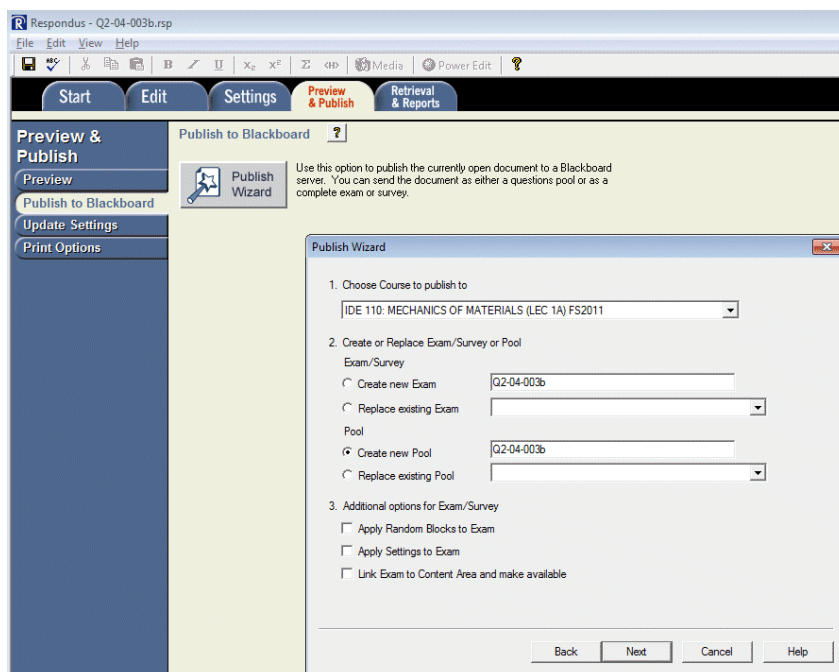 Respondus - Q2-04-003b.rsp
File Edit View Help
ABC B I U X₂ X² Σ <H> Media Power Edit ?
Start Edit Settings Preview & Publish Retrieval & Reports
Preview & Publish
Preview
Publish to Blackboard
Update Settings
Print Options
Publish to Blackboard ?
Publish Wizard
Use this option to publish the currently open document to a Blackboard
server. You can send the document as either a questions pool or as a
complete exam or survey.
Publish Wizard
1. Choose Course to publish to
IDE 110: MECHANICS OF MATERIALS (LEC 1A) FS2011
2. Create or Replace Exam/Survey or Pool
Exam/Survey
Create new Exam Q2-04-003b
Replace existing Exam
Pool
Create new Pool Q2-04-003b
Replace existing Pool
3. Additional options for Exam/Survey
Apply Random Blocks to Exam
Apply Settings to Exam
Link Exam to Content Area and make available
Back Next Cancel Help